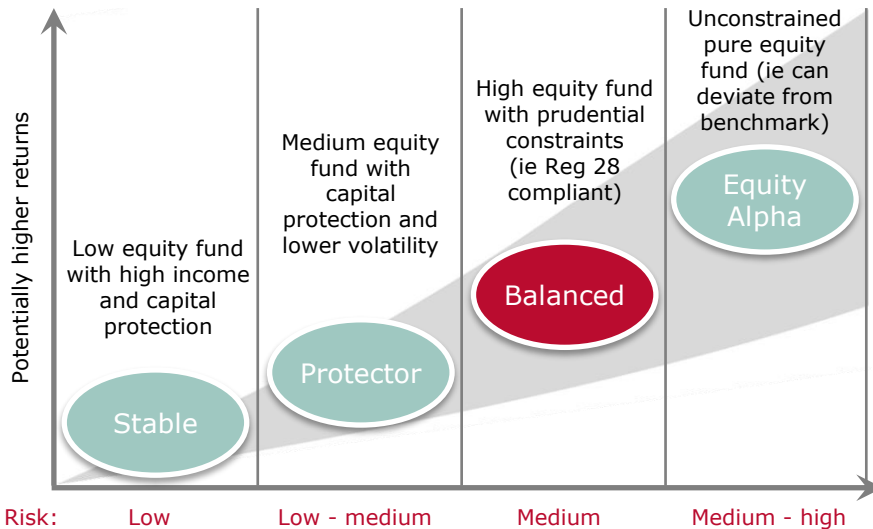 Potentially higher returns
Low equity fund
with high income
and capital
protection
Stable
Medium equity
fund with
capital
protection and
lower volatility
Protector
High equity fund
with prudential
constraints
(ie Reg 28
compliant)
Balanced
Unconstrained
pure equity
fund (ie can
deviate from
benchmark)
Equity
Alpha
Risk: Low Low - medium Medium Medium - high